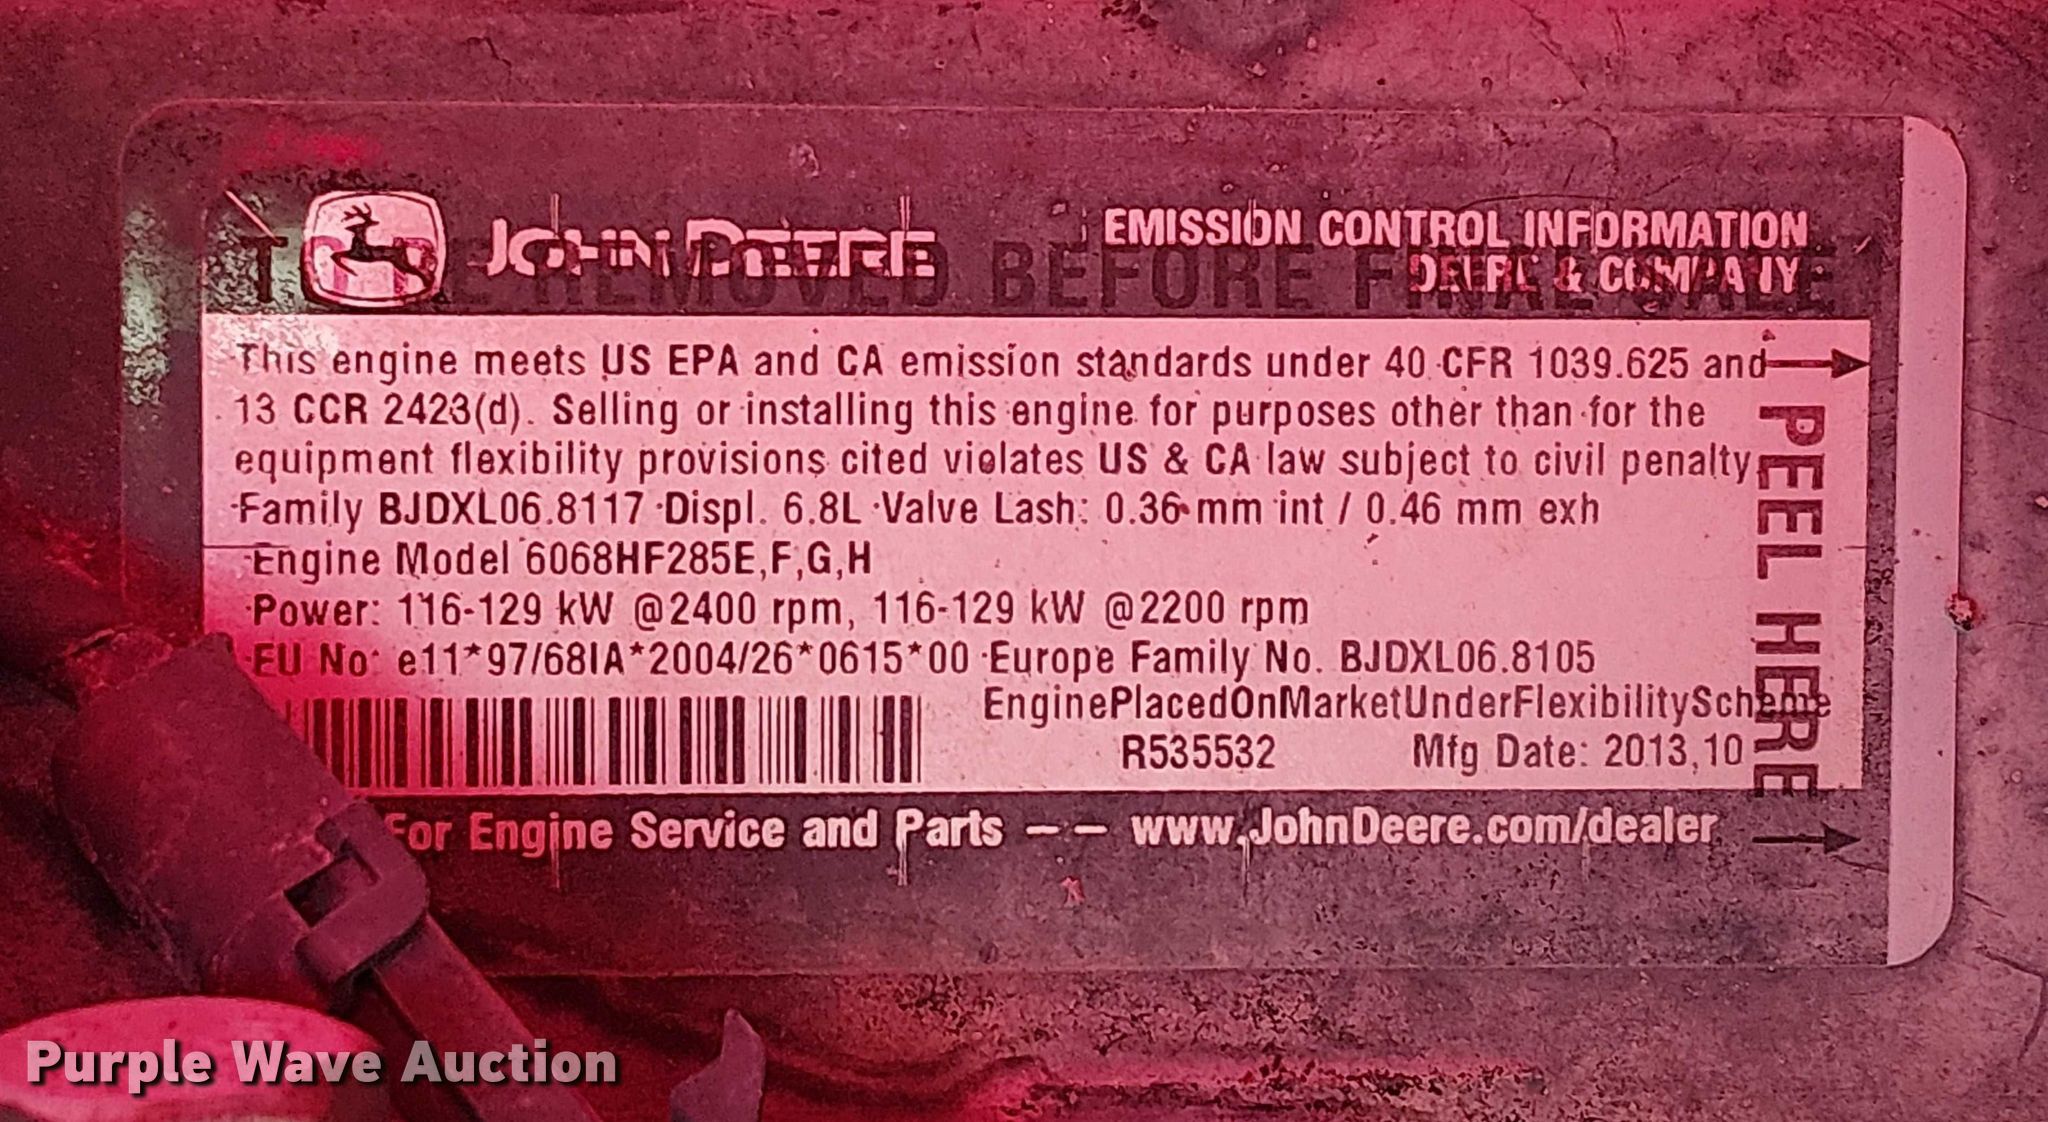 TO BE REMOVED BEFORE FINAL SALE
JOHN DEERE
EMISSION CONTROL INFORMATION
DEERE & COMPANY
This engine meets US EPA and CA emission standards under 40 CFR 1039.625 and
13 CCR 2423(d). Selling or installing this engine for purposes other than for the
equipment flexibility provisions cited violates US & CA law subject to civil penalty
Family BJDXL06.8117 Displ. 6.8L Valve Lash: 0.36 mm int / 0.46 mm exh
Engine Model 6068HF285E,F,G,H
Power: 116-129 kW @2400 rpm, 116-129 kW @2200 rpm
EU No e11*97/68IA*2004/26*0615*00 Europe Family No. BJDXL06.8105
EnginePlacedOnMarketUnderFlexibilityScheme
R535532 Mfg Date: 2013,10
For Engine Service and Parts -- www.JohnDeere.com/dealer
PEEL HERE
Purple Wave Auction